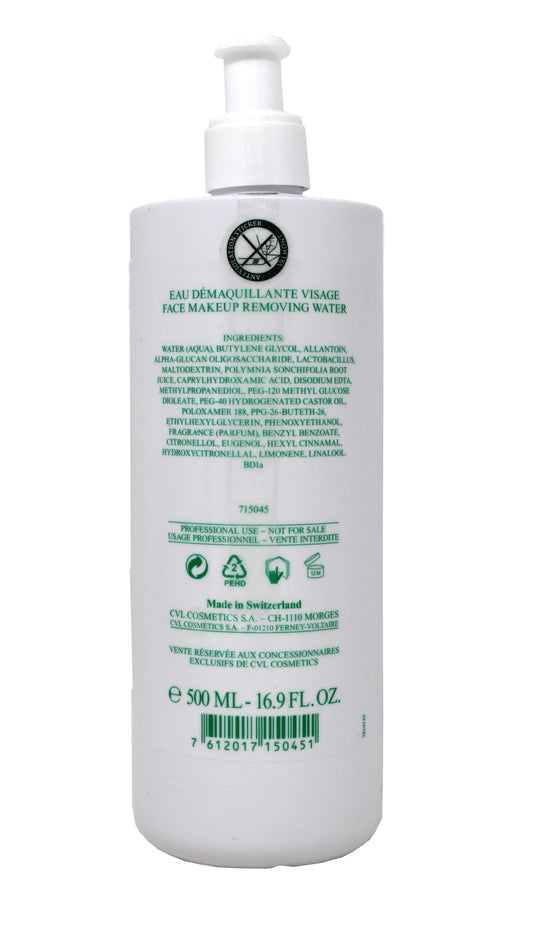 ANTI VIOLATION STICKER
VALMONT
EAU DÉMAQUILLANTE VISAGE
FACE MAKEUP REMOVING WATER
INGREDIENTS:
WATER (AQUA), BUTYLENE GLYCOL, ALLANTOIN,
ALPHA-GLUCAN OLIGOSACCHARIDE, LACTOBACILLUS,
MALTODEXTRIN, POLYMNIA SONCHIFOLIA ROOT
JUICE, CAPRYLHYDROXAMIC ACID, DISODIUM EDTA,
METHYLPROPANEDIOL, PEG-120 METHYL GLUCOSE
DIOLEATE, PEG-40 HYDROGENATED CASTOR OIL,
POLOXAMER 188, PPG-26-BUTETH-26,
ETHYLHEXYLGLYCERIN, PHENOXYETHANOL,
FRAGRANCE (PARFUM), BENZYL BENZOATE,
CITRONELLOL, EUGENOL, HEXYL CINNAMAL,
HYDROXYCITRONELLAL, LIMONENE, LINALOOL.
BD1a
715045
PROFESSIONAL USE – NOT FOR SALE
USAGE PROFESSIONNEL – VENTE INTERDITE
2
PEHD
12M
Made in Switzerland
CVL COSMETICS S.A. – CH-1110 MORGES
CVL COSMETICS S.A. – F-01210 FERNEY-VOLTAIRE
VENTE RÉSERVÉE AUX CONCESSIONNAIRES
EXCLUSIFS DE CVL COSMETICS
℮ 500 ML - 16.9 FL. OZ.
7 612017 150451